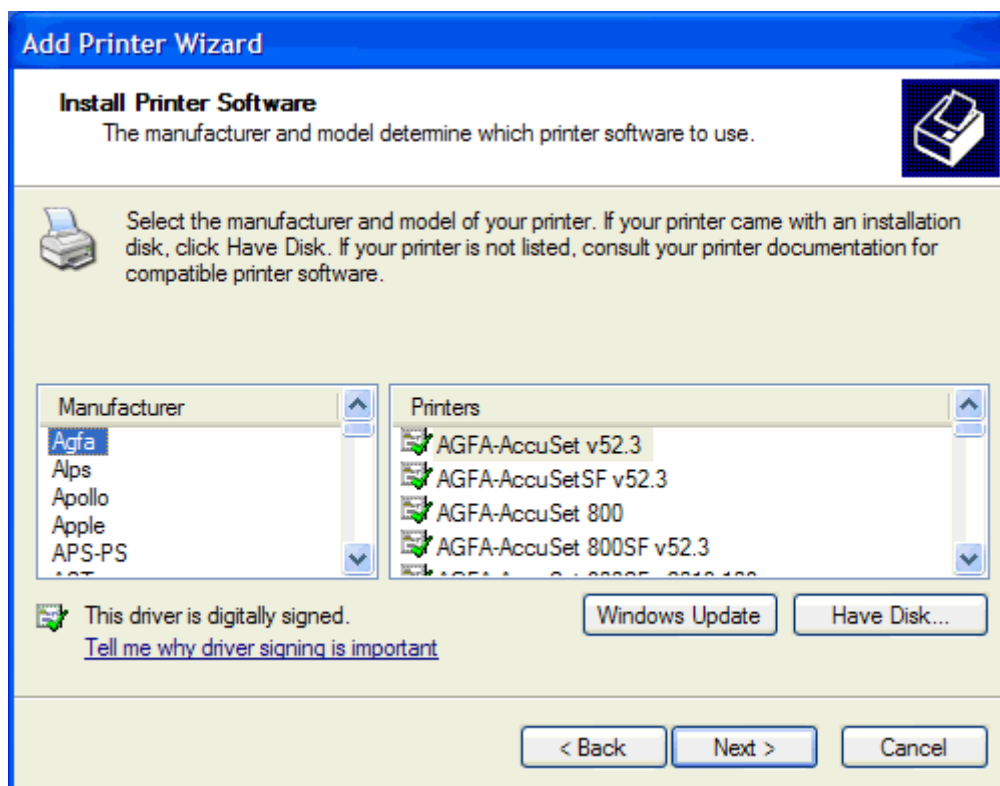 Add Printer Wizard
Install Printer Software
The manufacturer and model determine which printer software to use.
Select the manufacturer and model of your printer. If your printer came with an installation
disk, click Have Disk. If your printer is not listed, consult your printer documentation for
compatible printer software.
Manufacturer
Agfa
Alps
Apollo
Apple
APS-PS
Printers
AGFA-AccuSet v52.3
AGFA-AccuSetSF v52.3
AGFA-AccuSet 800
AGFA-AccuSet 800SF v52.3
This driver is digitally signed.
Tell me why driver signing is important
Windows Update
Have Disk...
< Back
Next >
Cancel